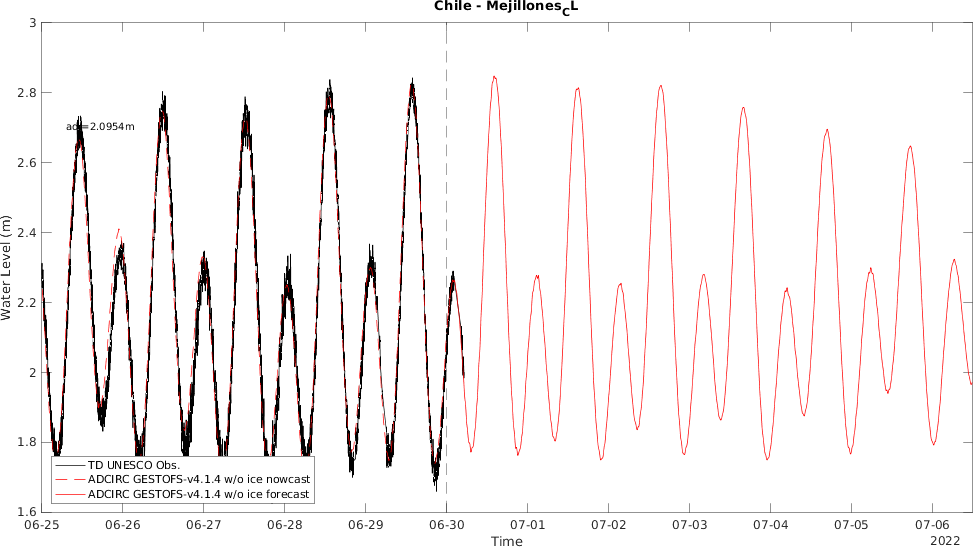 Chile - Mejillones_CL
3
2.8
2.6
2.4
2.2
2
1.8
1.6
Water Level (m)
=2.0954m
TD UNESCO Obs.
ADCIRC GESTOFS-v4.1.4 w/o ice nowcast
ADCIRC GESTOFS-v4.1.4 w/o ice forecast
06-25 06-26 06-27 06-28 06-29 06-30 07-01 07-02 07-03 07-04 07-05 07-06
Time
2022